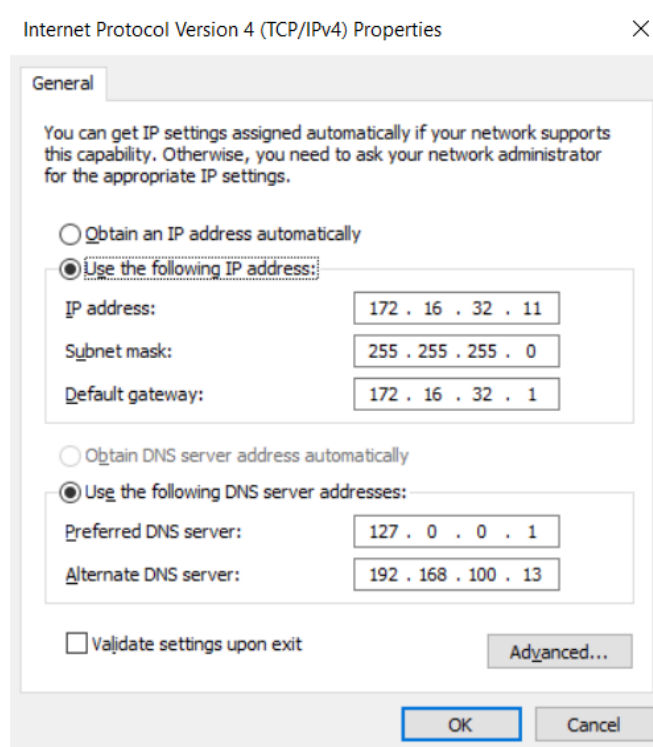 Internet Protocol Version 4 (TCP/IPv4) Properties
General
You can get IP settings assigned automatically if your network supports
this capability. Otherwise, you need to ask your network administrator
for the appropriate IP settings.
Obtain an IP address automatically
Use the following IP address:
IP address: 172 . 16 . 32 . 11
Subnet mask: 255 . 255 . 255 . 0
Default gateway: 172 . 16 . 32 . 1
Obtain DNS server address automatically
Use the following DNS server addresses:
Preferred DNS server: 127 . 0 . 0 . 1
Alternate DNS server: 192 . 168 . 100 . 13
Validate settings upon exit
Advanced...
OK Cancel